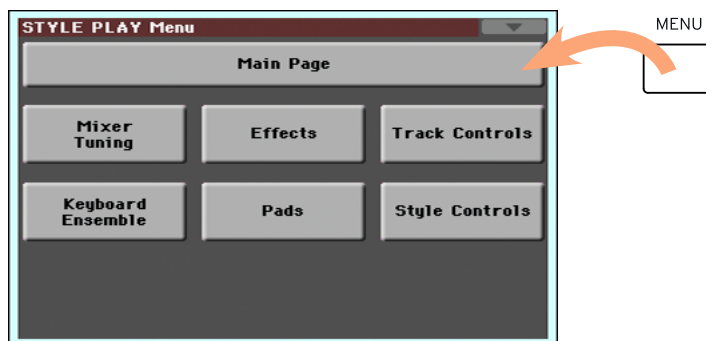 STYLE PLAY Menu
MENU
Main Page
Mixer
Tuning
Effects
Track Controls
Keyboard
Ensemble
Pads
Style Controls